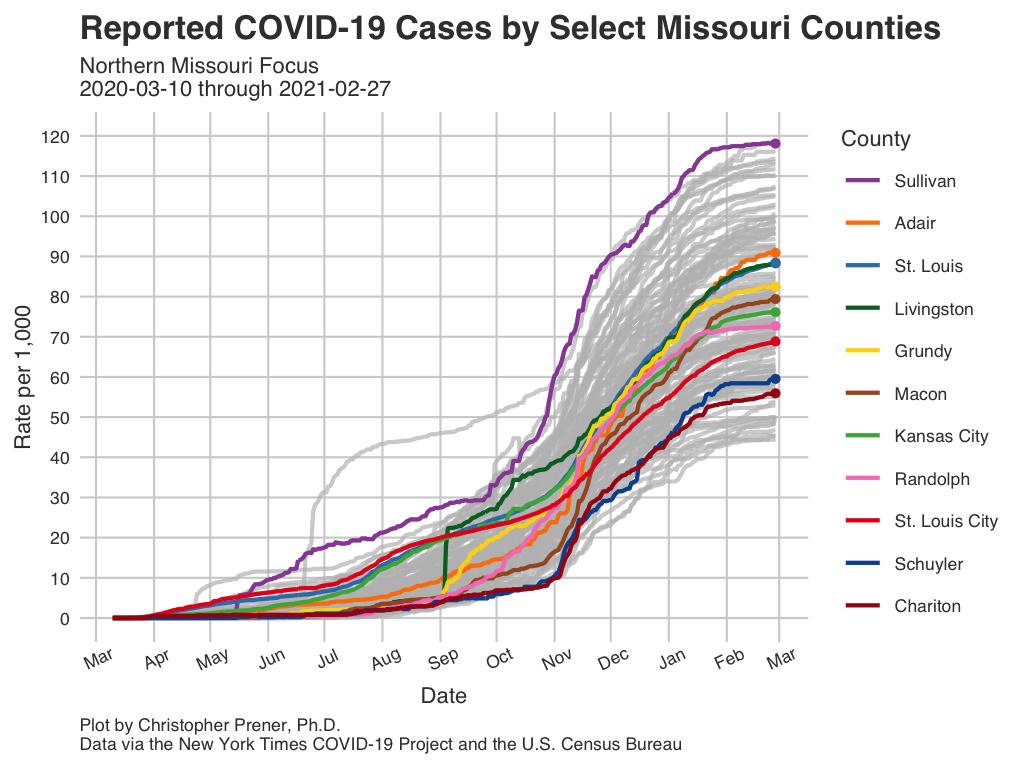 Reported COVID-19 Cases by Select Missouri Counties
Northern Missouri Focus
2020-03-10 through 2021-02-27
120
110
100
90
80
70
60
50
40
30
20
10
0
Rate per 1,000
Mar Apr May Jun Jul Aug Sep Oct Nov Dec Jan Feb Mar
Date
County
Sullivan
Adair
St. Louis
Livingston
Grundy
Macon
Kansas City
Randolph
St. Louis City
Schuyler
Chariton
Plot by Christopher Prener, Ph.D.
Data via the New York Times COVID-19 Project and the U.S. Census Bureau